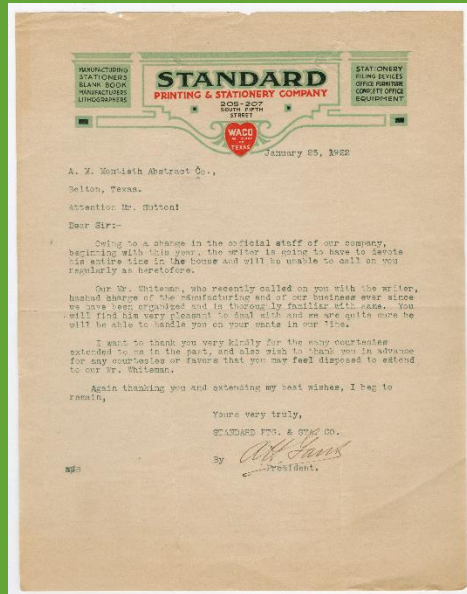 MANUFACTURING
STATIONERS
BLANK BOOK
MANUFACTURERS
LITHOGRAPHERS
STANDARD
PRINTING & STATIONERY COMPANY
205-207
SOUTH FIFTH
STREET
WACO
TEXAS
STATIONERY
FILING DEVICES
OFFICE FURNITURE
COMPLETE OFFICE
EQUIPMENT
January 25, 1922
A. M. Monteith Abstract Co.,
Belton, Texas.
Attention Mr. Hutton!
Dear Sir:-
Owing to a change in the official staff of our company,
beginning with this year, the writer is going to have to devote
his entire time in the house and will be unable to call on you
regularly as heretofore.
Our Mr. Whiteman, who recently called on you with the writer,
hashad charge of the manufacturing end of our business ever since
we have been organized and is thoroughly familiar with same. You
will find him very pleasant to deal with and we are quite sure he
will be able to handle you on your wants in our line.
I want to thank you very kindly for the many courtesies
extended to me in the past, and also wish to thank you in advance
for any courtesies or favors that you may feel disposed to extend
to our Mr. Whiteman.
Again thanking you and extending my best wishes, I beg to
remain,
Yours very truly,
STANDARD PTG. & STA. CO.
By
President.